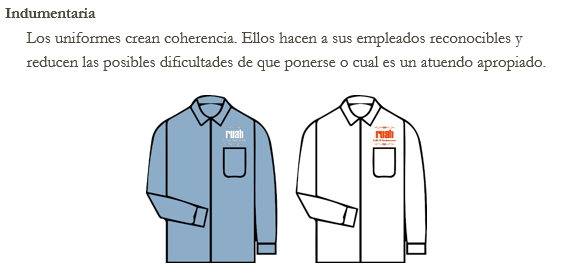 Indumentaria
Los uniformes crean coherencia. Ellos hacen a sus empleados reconocibles y
reducen las posibles dificultades de que ponerse o cual es un atuendo apropiado.
ruah
ruah